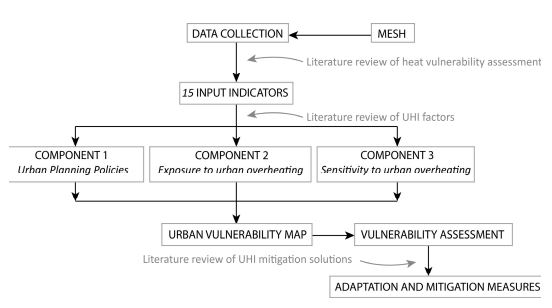 DATA COLLECTION
MESH
Literature review of heat vulnerability assessment
15 INPUT INDICATORS
Literature review of UHI factors
COMPONENT 1
Urban Planning Policies
COMPONENT 2
Exposure to urban overheating
COMPONENT 3
Sensitivity to urban overheating
URBAN VULNERABILITY MAP
VULNERABILITY ASSESSMENT
Literature review of UHI mitigation solutions
ADAPTATION AND MITIGATION MEASURES